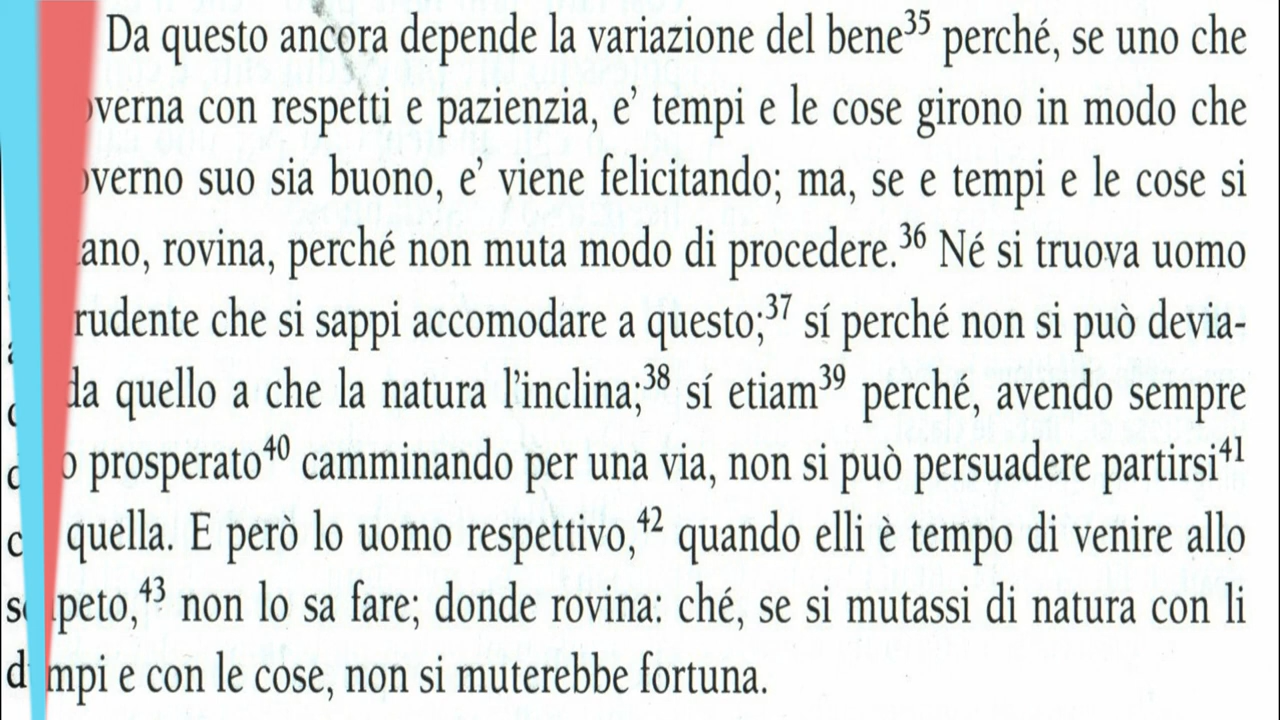 Da questo ancora depende la variazione del bene³⁵ perché, se uno che
verna con respetti e pazienzia, e’ tempi e le cose girono in modo che
verno suo sia buono, e’ viene felicitando; ma, se e tempi e le cose si
ano, rovina, perché non muta modo di procedere.³⁶ Né si truova uomo
rudente che si sappi accomodare a questo;³⁷ sí perché non si può devia-
da quello a che la natura l’inclina;³⁸ sí etiam³⁹ perché, avendo sempre
o prosperato⁴⁰ camminando per una via, non si può persuadere partirsi⁴¹
quella. E però lo uomo respettivo,⁴² quando elli è tempo di venire allo
peto,⁴³ non lo sa fare; donde rovina: ché, se si mutassi di natura con li
mpi e con le cose, non si muterebbe fortuna.